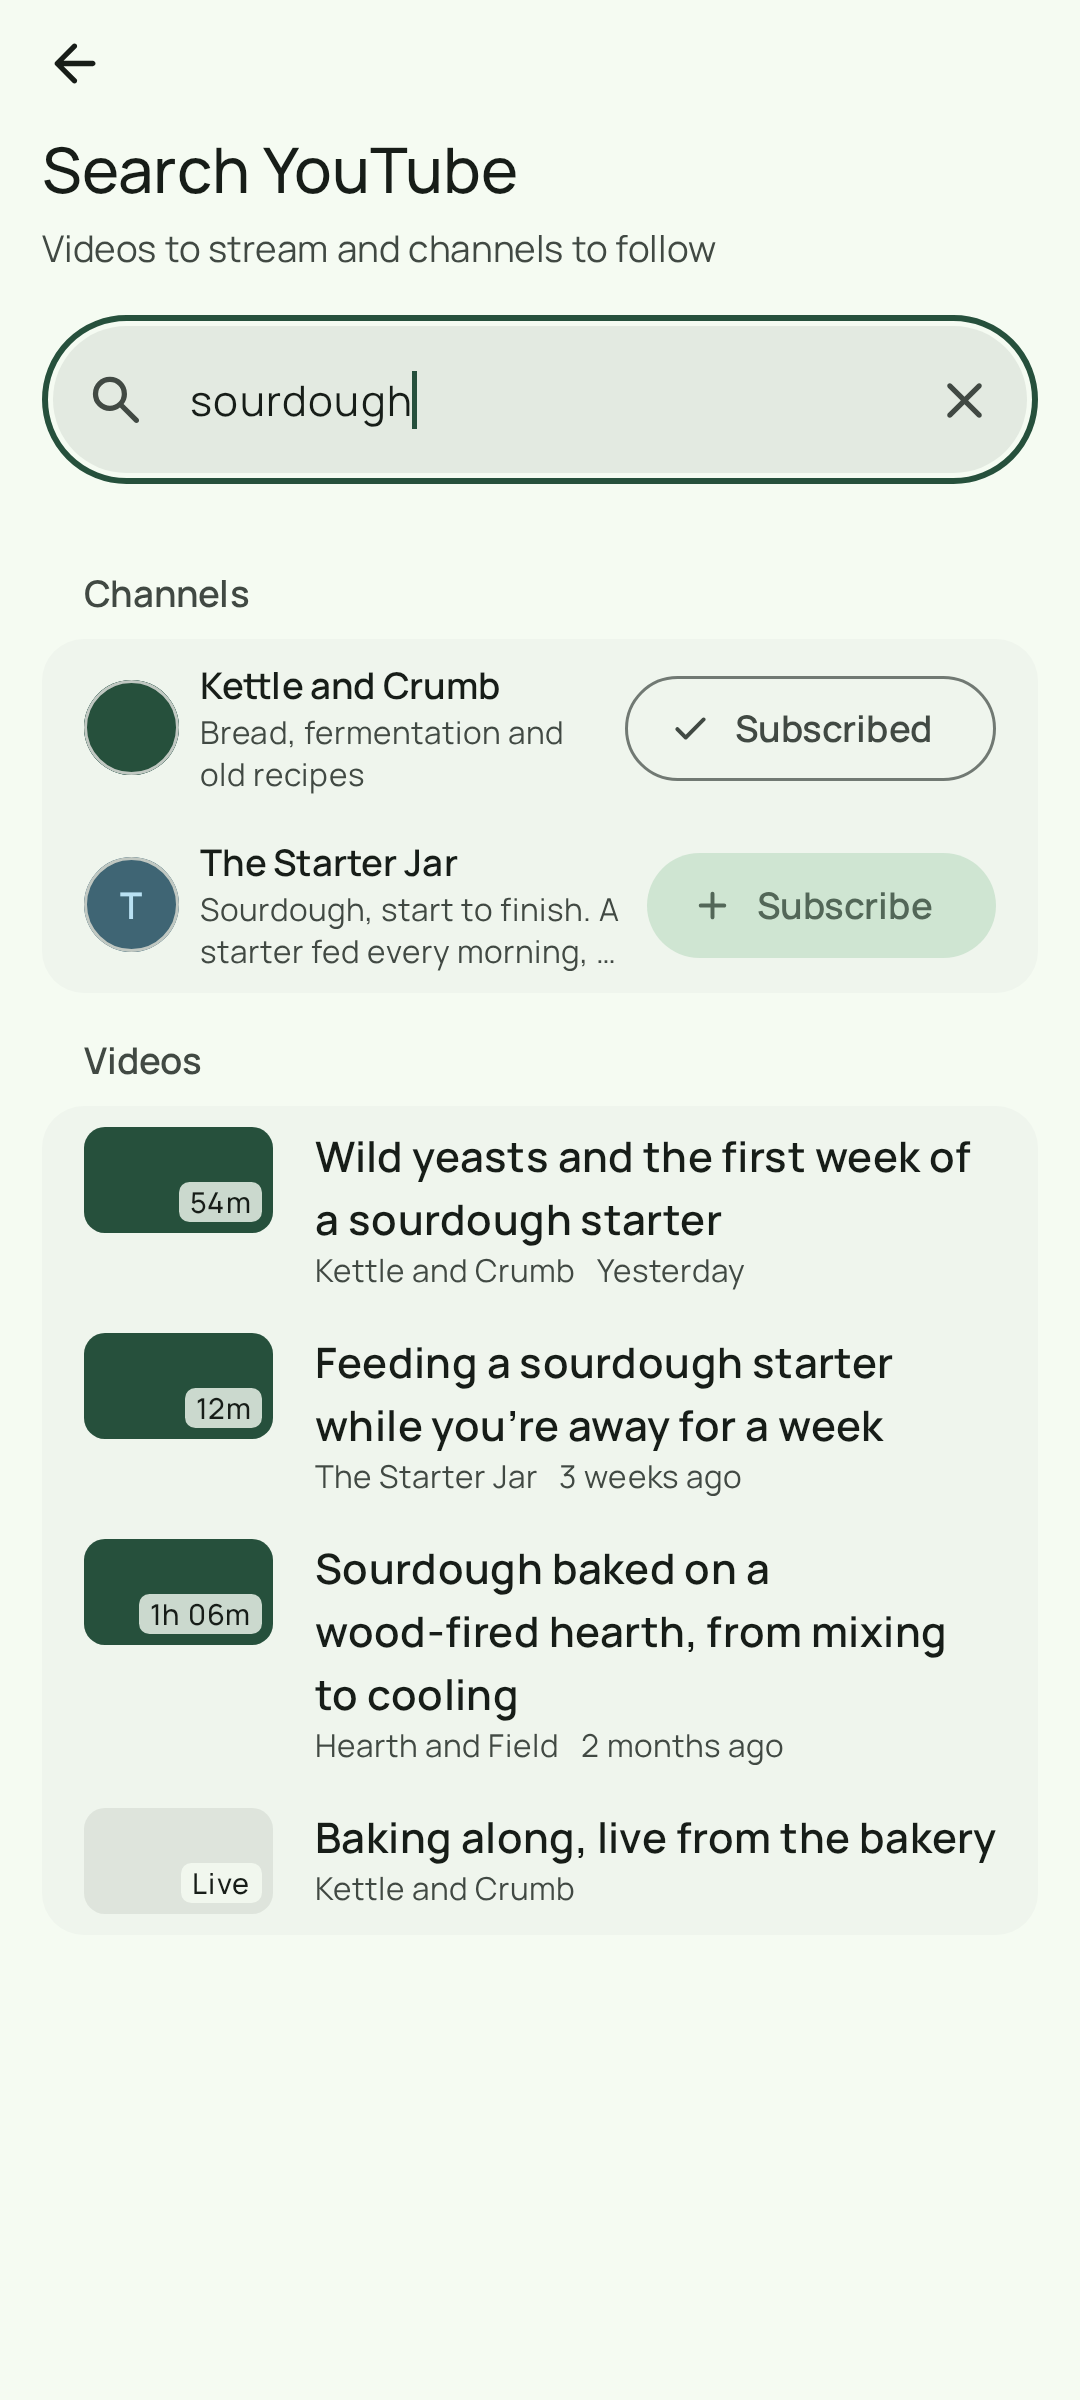 Search YouTube
Videos to stream and channels to follow
sourdough
Channels
Kettle and Crumb
Bread, fermentation and
old recipes
Subscribed
T
The Starter Jar
Sourdough, start to finish. A
starter fed every morning, …
Subscribe
Videos
54m
Wild yeasts and the first week of
a sourdough starter
Kettle and Crumb Yesterday
12m
Feeding a sourdough starter
while you’re away for a week
The Starter Jar 3 weeks ago
1h 06m
Sourdough baked on a
wood-fired hearth, from mixing
to cooling
Hearth and Field 2 months ago
Live
Baking along, live from the bakery
Kettle and Crumb